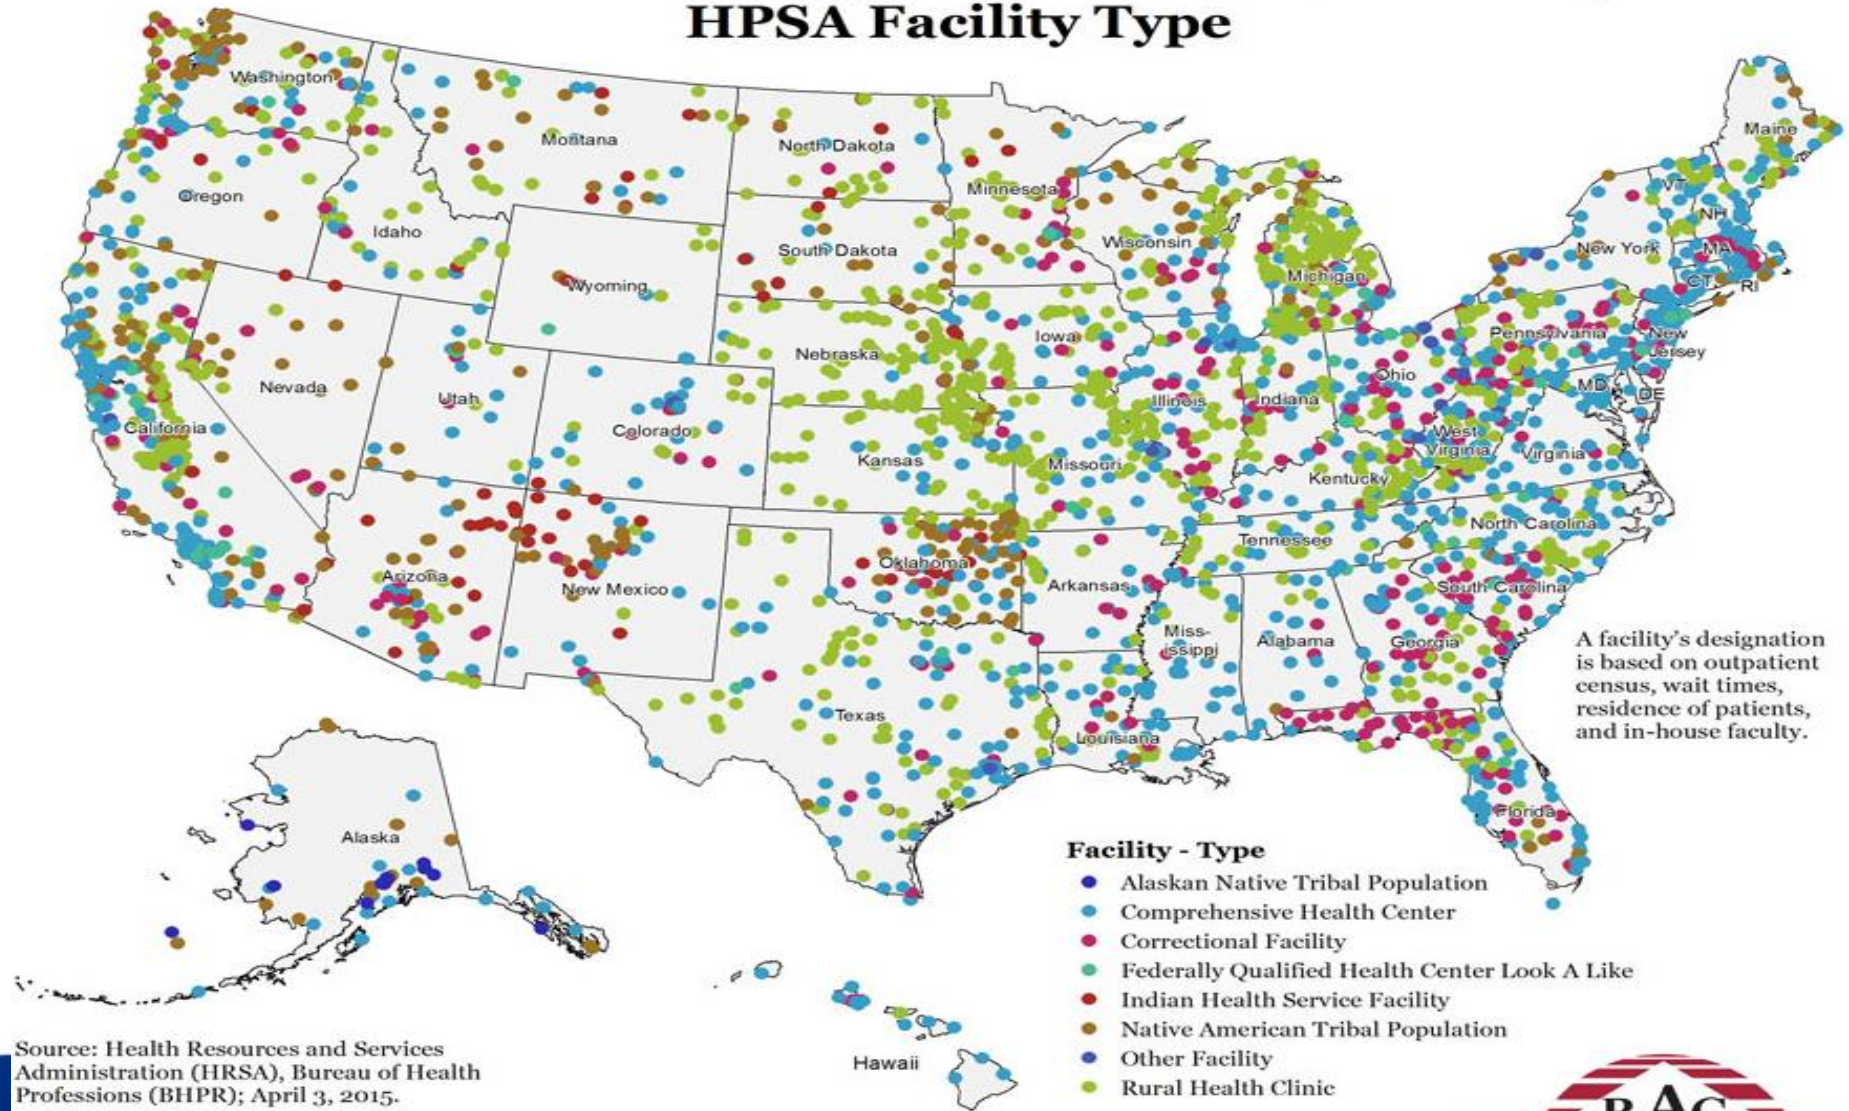 HPSA Facility Type
Washington
Montana
North Dakota
Minnesota
Maine
Oregon
Idaho
Wyoming
South Dakota
Wisconsin
Michigan
New York
VT
NH
MA
CT
RI
Nevada
Utah
Colorado
Nebraska
Iowa
Illinois
Indiana
Ohio
Pennsylvania
New
Jersey
MD
DE
California
Kansas
Missouri
Kentucky
West
Virginia
Virginia
Arizona
New Mexico
Oklahoma
Arkansas
Tennessee
North Carolina
South Carolina
Texas
Louisiana
Miss-
issippi
Alabama
Georgia
Florida
A facility's designation
is based on outpatient
census, wait times,
residence of patients,
and in-house faculty.
Alaska
Hawaii
Facility - Type
Alaskan Native Tribal Population
Comprehensive Health Center
Correctional Facility
Federally Qualified Health Center Look A Like
Indian Health Service Facility
Native American Tribal Population
Other Facility
Rural Health Clinic
Source: Health Resources and Services
Administration (HRSA), Bureau of Health
Professions (BHPR); April 3, 2015.